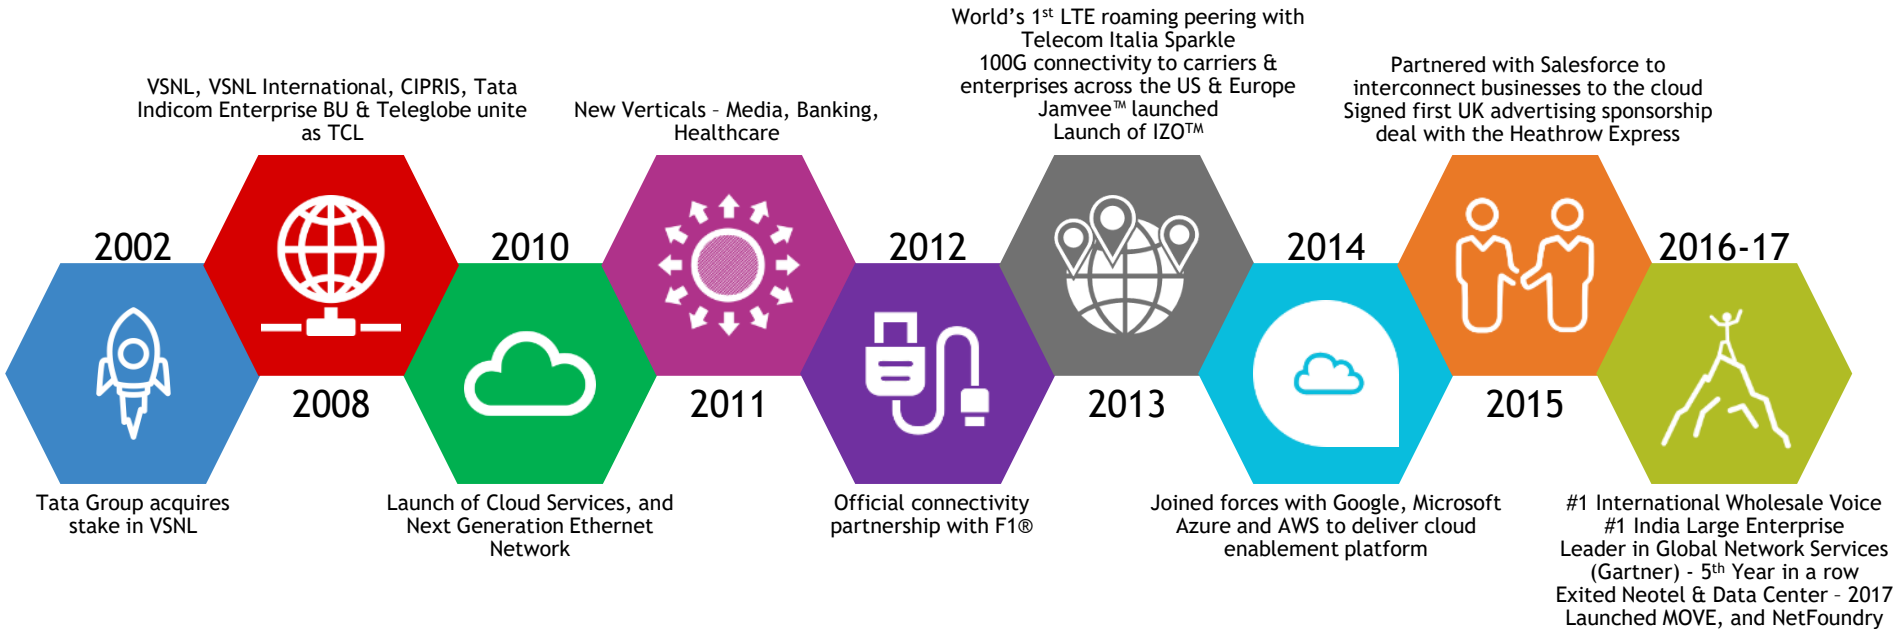 2002
Tata Group acquires
stake in VSNL
VSNL, VSNL International, CIPRIS, Tata
Indicom Enterprise BU & Teleglobe unite
as TCL
2008
2010
Launch of Cloud Services, and
Next Generation Ethernet
Network
New Verticals – Media, Banking,
Healthcare
2011
2012
Official connectivity
partnership with F1®
World’s 1st LTE roaming peering with
Telecom Italia Sparkle
100G connectivity to carriers &
enterprises across the US & Europe
Jamvee™ launched
Launch of IZO™
2013
2014
Joined forces with Google, Microsoft
Azure and AWS to deliver cloud
enablement platform
Partnered with Salesforce to
interconnect businesses to the cloud
Signed first UK advertising sponsorship
deal with the Heathrow Express
2015
2016-17
#1 International Wholesale Voice
#1 India Large Enterprise
Leader in Global Network Services
(Gartner) - 5th Year in a row
Exited Neotel & Data Center – 2017
Launched MOVE, and NetFoundry